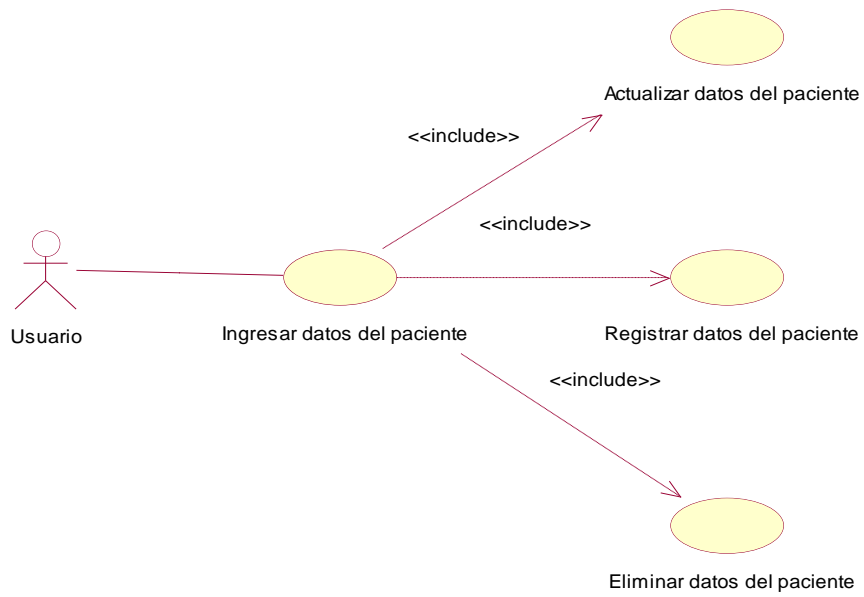 Actualizar datos del paciente
<<include>>
<<include>>
Usuario
Ingresar datos del paciente
Registrar datos del paciente
<<include>>
Eliminar datos del paciente